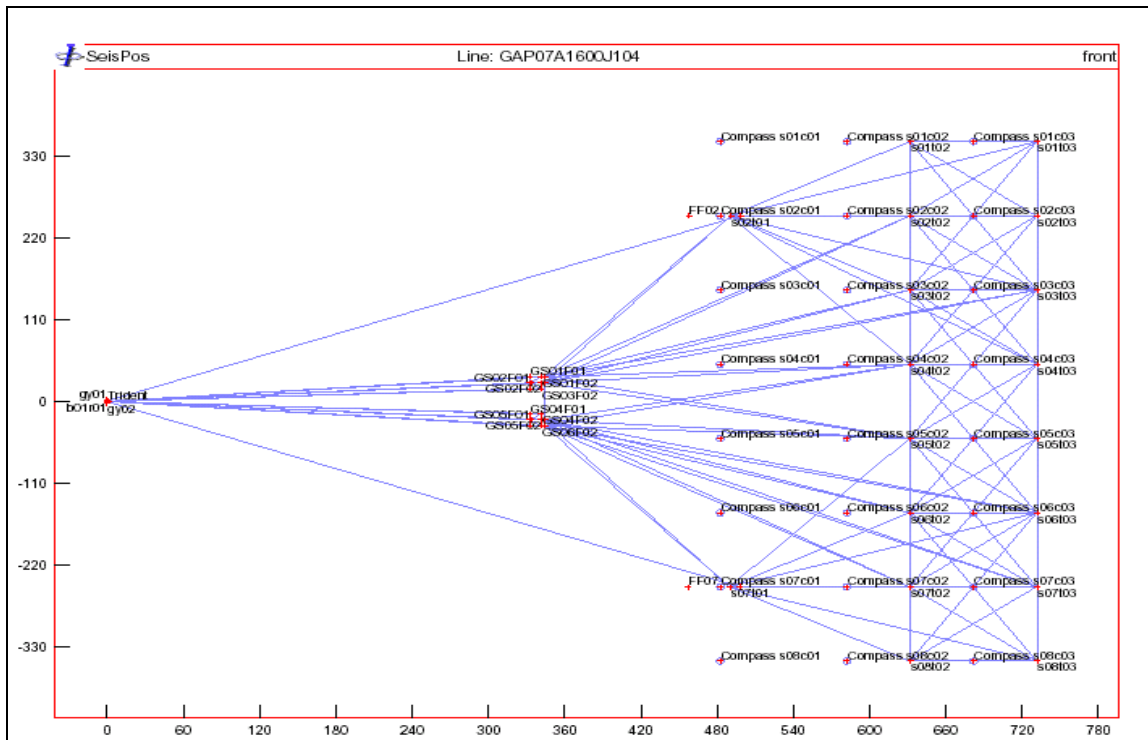 SeisPos Line: GAP07A1600J104 front
Compass s01c01 Compass s01c02 Compass s01c03
s01t02 s01t03
330
FF02 Compass s02c01 Compass s02c02 Compass s02c03
s02t01 s02t02 s02t03
220
Compass s03c01 Compass s03c02 Compass s03c03
s03t02 s03t03
110
Compass s04c01 Compass s04c02 Compass s04c03
GS01F01 s04t02 s04t03
GS02F01
GS02F02 GS01F02
gy01 Trident GS03F02
0
b01r01 gy02 GS04F01
GS05F01 GS04F02
GS05F02 GS06F02
Compass s05c01 Compass s05c02 Compass s05c03
s05t02 s05t03
-110
Compass s06c01 Compass s06c02 Compass s06c03
s06t02 s06t03
-220
FF07 Compass s07c01 Compass s07c02 Compass s07c03
s07t01 s07t02 s07t03
-330
Compass s08c01 Compass s08c02 Compass s08c03
s08t02 s08t03
0 60 120 180 240 300 360 420 480 540 600 660 720 780